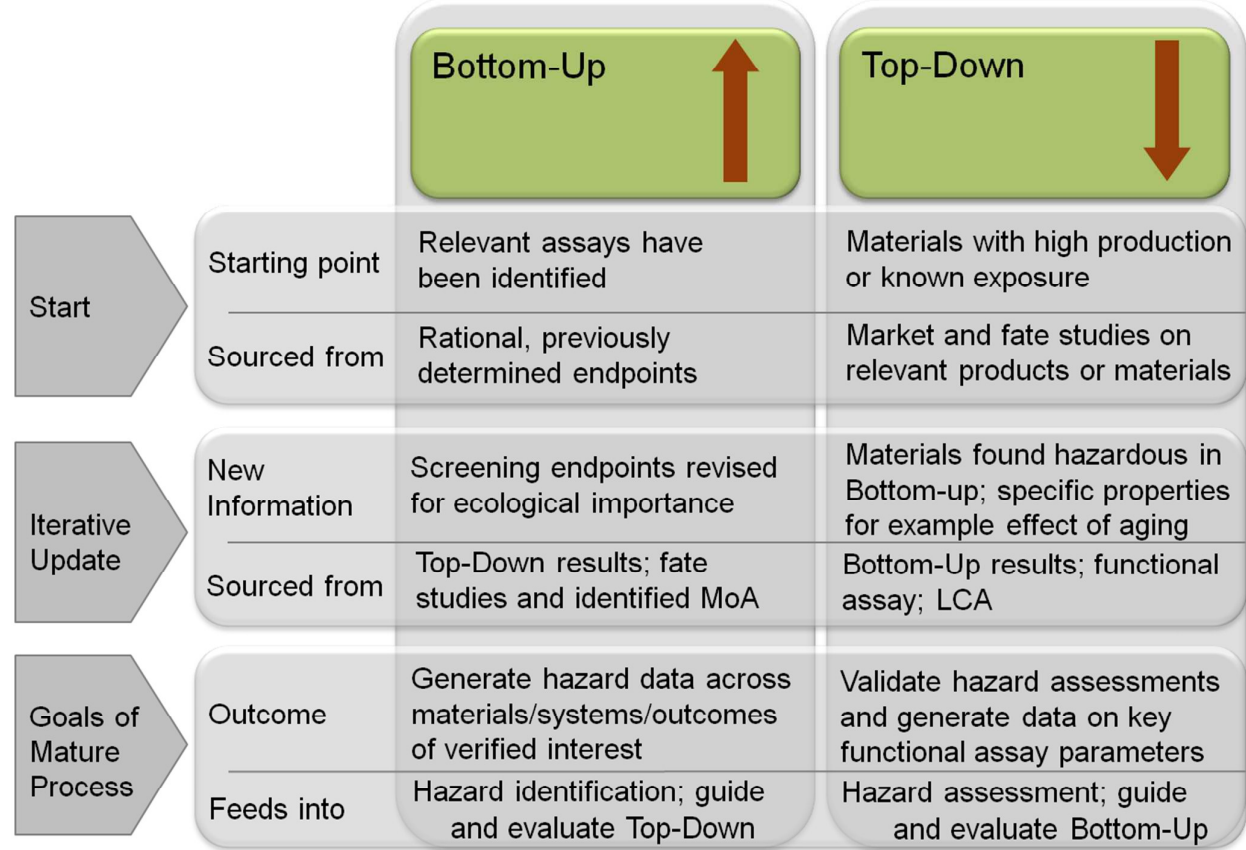 Bottom-Up
Top-Down
Start
Starting point
Relevant assays have
been identified
Materials with high production
or known exposure
Sourced from
Rational, previously
determined endpoints
Market and fate studies on
relevant products or materials
Iterative
Update
New
Information
Screening endpoints revised
for ecological importance
Materials found hazardous in
Bottom-up; specific properties
for example effect of aging
Sourced from
Top-Down results; fate
studies and identified MoA
Bottom-Up results; functional
assay; LCA
Goals of
Mature
Process
Outcome
Generate hazard data across
materials/systems/outcomes
of verified interest
Validate hazard assessments
and generate data on key
functional assay parameters
Feeds into
Hazard identification; guide
and evaluate Top-Down
Hazard assessment; guide
and evaluate Bottom-Up